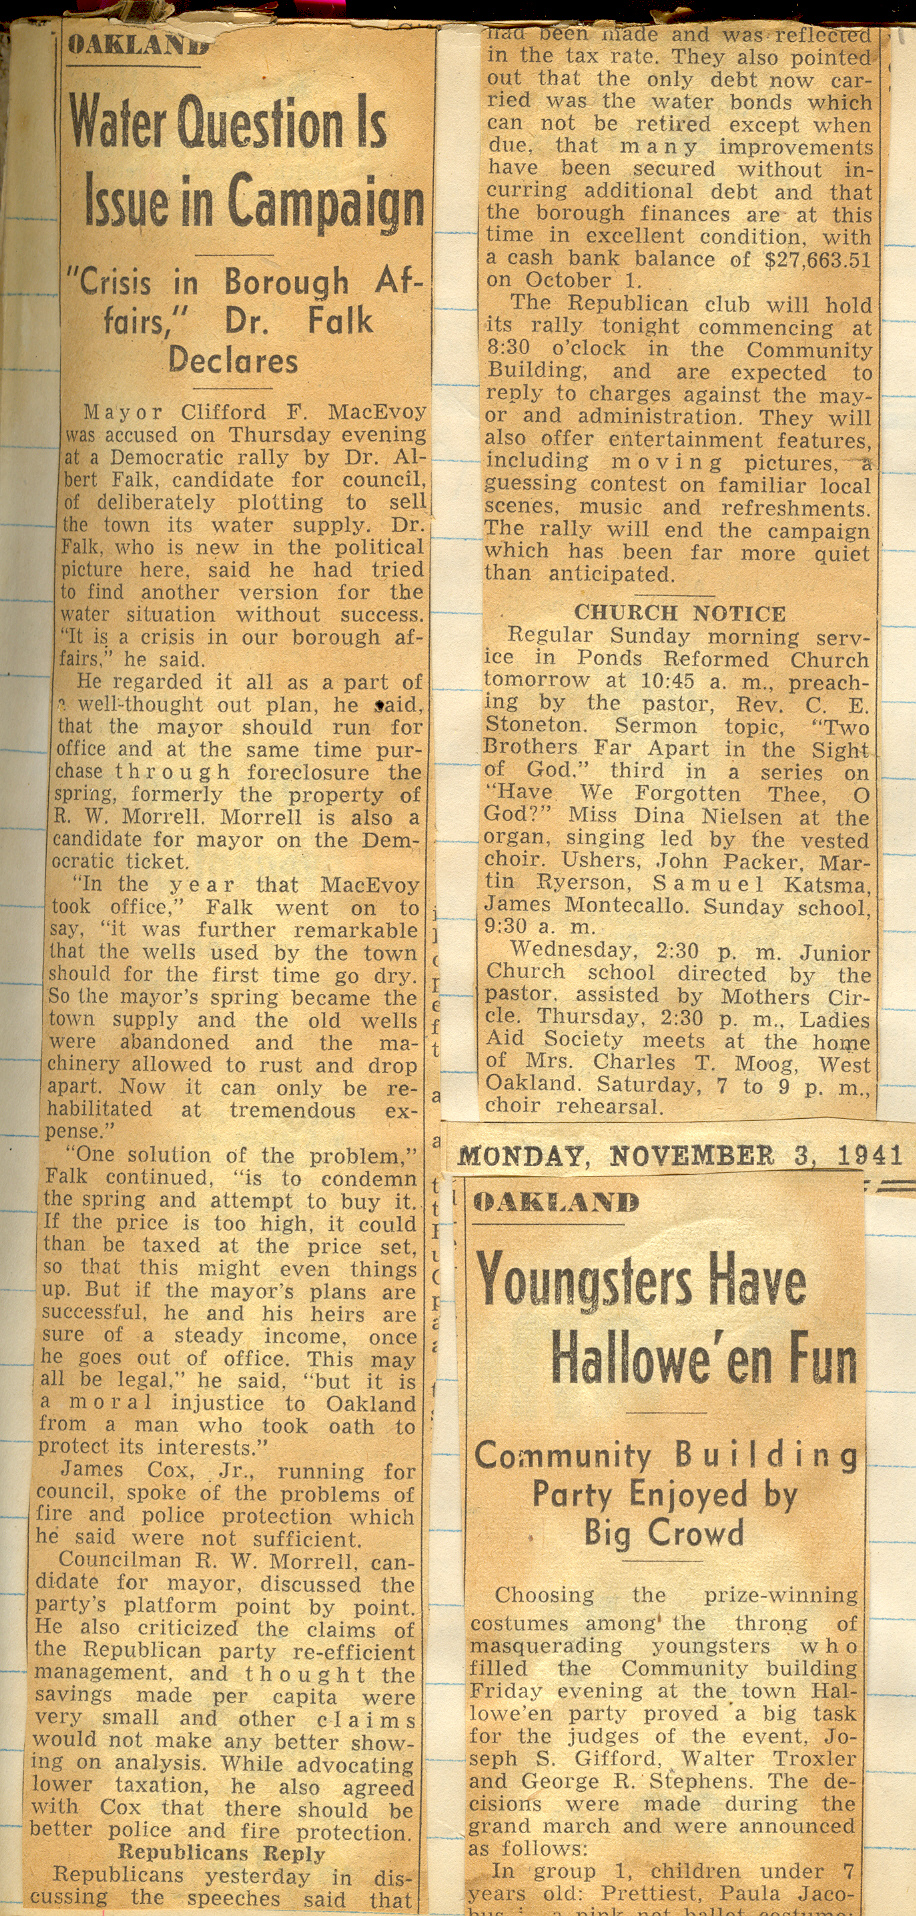 OAKLAND
Water Question Is
Issue in Campaign
"Crisis in Borough Af-
fairs," Dr. Falk
Declares
Mayor Clifford F. MacEvoy
was accused on Thursday evening
at a Democratic rally by Dr. Al-
bert Falk, candidate for council,
of deliberately plotting to sell
the town its water supply. Dr.
Falk, who is new in the political
picture here, said he had tried
to find another version for the
water situation without success.
"It is a crisis in our borough af-
fairs," he said.
He regarded it all as a part of
a well-thought out plan, he said,
that the mayor should run for
office and at the same time pur-
chase through foreclosure the
spring, formerly the property of
R. W. Morrell. Morrell is also a
candidate for mayor on the Dem-
ocratic ticket.
"In the year that MacEvoy
took office," Falk went on to
say, "it was further remarkable
that the wells used by the town
should for the first time go dry.
So the mayor's spring became the
town supply and the old wells
were abandoned and the ma-
chinery allowed to rust and drop
apart. Now it can only be re-
habilitated at tremendous ex-
pense."
"One solution of the problem,"
Falk continued, "is to condemn
the spring and attempt to buy it.
If the price is too high, it could
than be taxed at the price set,
so that this might even things
up. But if the mayor's plans are
successful, he and his heirs are
sure of a steady income, once
he goes out of office. This may
all be legal," he said, "but it is
a moral injustice to Oakland
from a man who took oath to
protect its interests."
James Cox, Jr., running for
council, spoke of the problems of
fire and police protection which
he said were not sufficient.
Councilman R. W. Morrell, can-
didate for mayor, discussed the
party's platform point by point.
He also criticized the claims of
the Republican party re-efficient
management, and thought the
savings made per capita were
very small and other claims
would not make any better show-
ing on analysis. While advocating
lower taxation, he also agreed
with Cox that there should be
better police and fire protection.
Republicans Reply
Republicans yesterday in dis-
cussing the speeches said that
had been made and was reflected
in the tax rate. They also pointed
out that the only debt now car-
ried was the water bonds which
can not be retired except when
due, that many improvements
have been secured without in-
curring additional debt and that
the borough finances are at this
time in excellent condition, with
a cash bank balance of $27,663.51
on October 1.
The Republican club will hold
its rally tonight commencing at
8:30 o'clock in the Community
Building, and are expected to
reply to charges against the may-
or and administration. They will
also offer entertainment features,
including moving pictures, a
guessing contest on familiar local
scenes, music and refreshments.
The rally will end the campaign
which has been far more quiet
than anticipated.
CHURCH NOTICE
Regular Sunday morning serv-
ice in Ponds Reformed Church
tomorrow at 10:45 a. m., preach-
ing by the pastor, Rev. C. E.
Stoneton. Sermon topic, "Two
Brothers Far Apart in the Sight
of God," third in a series on
"Have We Forgotten Thee, O
God?" Miss Dina Nielsen at the
organ, singing led by the vested
choir. Ushers, John Packer, Mar-
tin Ryerson, Samuel Katsma,
James Montecallo. Sunday school,
9:30 a. m.
Wednesday, 2:30 p. m. Junior
Church school directed by the
pastor, assisted by Mothers Cir-
cle. Thursday, 2:30 p. m., Ladies
Aid Society meets at the home
of Mrs. Charles T. Moog, West
Oakland. Saturday, 7 to 9 p. m.,
choir rehearsal.
MONDAY, NOVEMBER 3, 1941
OAKLAND
Youngsters Have
Hallowe'en Fun
Community Building
Party Enjoyed by
Big Crowd
Choosing the prize-winning
costumes among the throng of
masquerading youngsters who
filled the Community building
Friday evening at the town Hal-
lowe'en party proved a big task
for the judges of the event, Jo-
seph S. Gifford, Walter Troxler
and George R. Stephens. The de-
cisions were made during the
grand march and were announced
as follows:
In group 1, children under 7
years old: Prettiest, Paula Jaco-